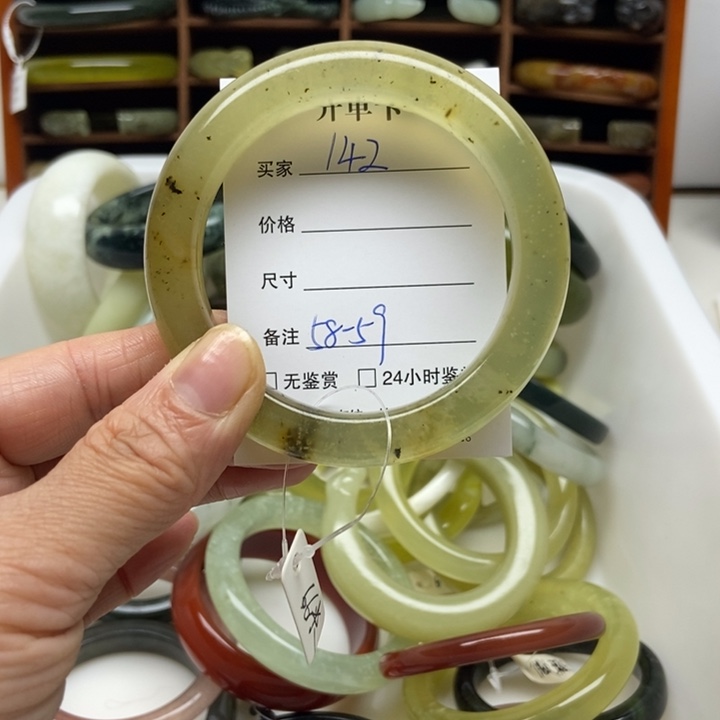 开单卡
买家 142
价格
尺寸
备注 58-59
无鉴赏 24小时鉴